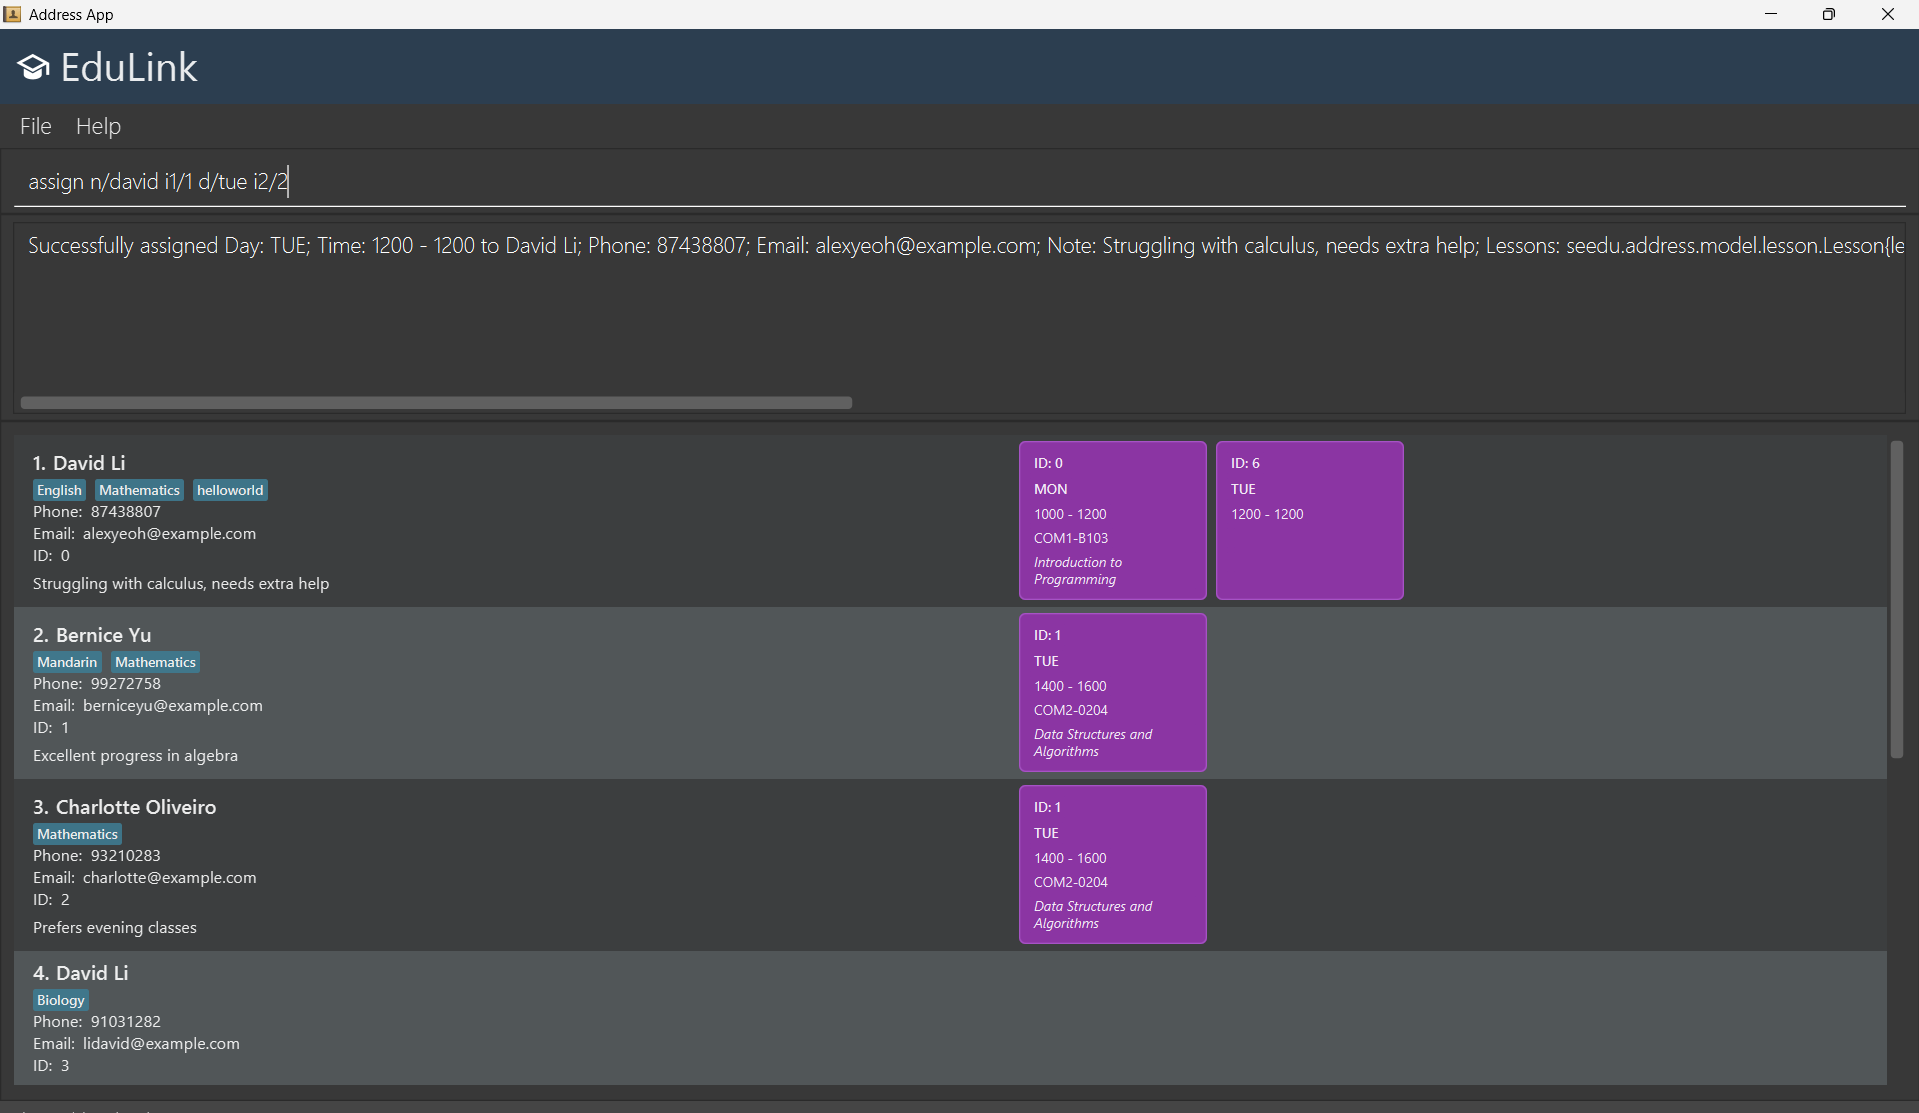 Address App
EduLink
File Help
assign n/david i1/1 d/tue i2/2
Successfully assigned Day: TUE; Time: 1200 - 1200 to David Li; Phone: 87438807; Email: alexyeoh@example.com; Note: Struggling with calculus, needs extra help; Lessons: seedu.address.model.lesson.Lesson{le
1. David Li
English Mathematics helloworld
Phone: 87438807
Email: alexyeoh@example.com
ID: 0
Struggling with calculus, needs extra help
ID: 0
MON
1000 - 1200
COM1-B103
Introduction to
Programming
ID: 6
TUE
1200 - 1200
2. Bernice Yu
Mandarin Mathematics
Phone: 99272758
Email: berniceyu@example.com
ID: 1
Excellent progress in algebra
ID: 1
TUE
1400 - 1600
COM2-0204
Data Structures and
Algorithms
3. Charlotte Oliveiro
Mathematics
Phone: 93210283
Email: charlotte@example.com
ID: 2
Prefers evening classes
ID: 1
TUE
1400 - 1600
COM2-0204
Data Structures and
Algorithms
4. David Li
Biology
Phone: 91031282
Email: lidavid@example.com
ID: 3